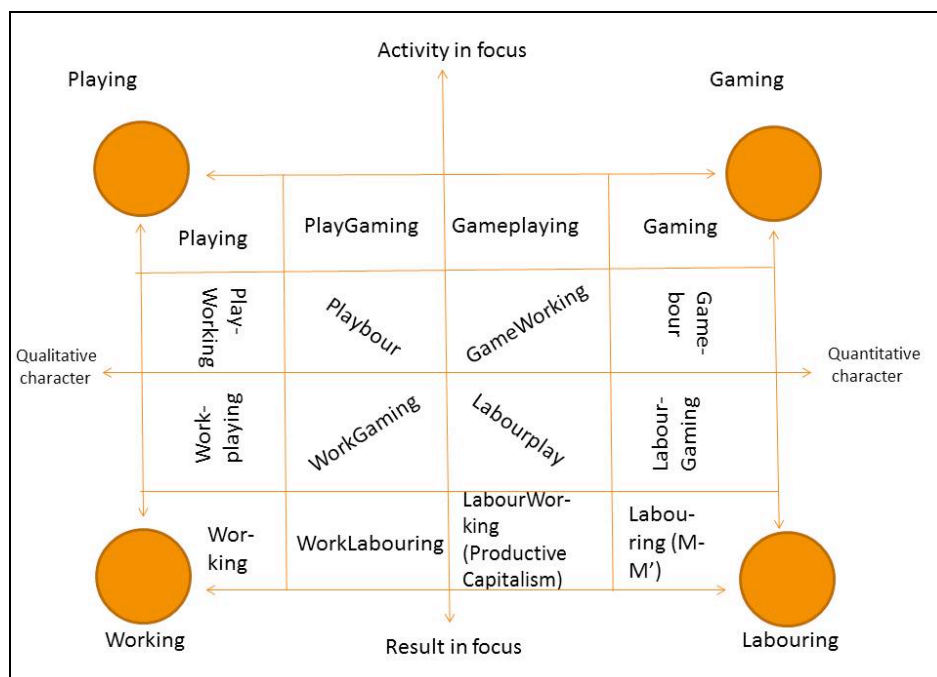 Activity in focus
Playing
Gaming
Playing
PlayGaming
Gameplaying
Gaming
Play-
Working
Playbour
GameWorking
Game-
bour
Qualitative
character
Quantitative
character
Work-
playing
WorkGaming
Labourplay
Labour-
Gaming
Wor-
king
WorkLabouring
LabourWor-
king
(Productive
Capitalism)
Labou-
ring (M-
M’)
Working
Result in focus
Labouring